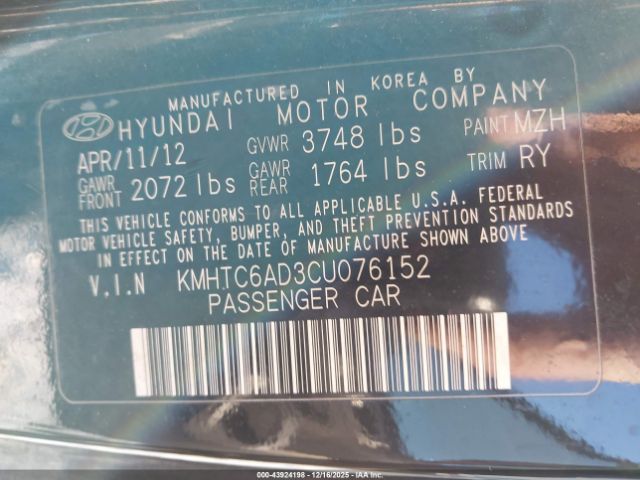 MANUFACTURED IN KOREA BY
HYUNDAI MOTOR COMPANY
APR/11/12 GVWR 3748 lbs PAINT MZH
GAWR FRONT 2072 lbs GAWR REAR 1764 lbs TRIM RY
THIS VEHICLE CONFORMS TO ALL APPLICABLE U.S.A. FEDERAL
MOTOR VEHICLE SAFETY, BUMPER, AND THEFT PREVENTION STANDARDS
IN EFFECT ON THE DATE OF MANUFACTURE SHOWN ABOVE
V.I.N KMHTC6AD3CU076152
PASSENGER CAR
000-43924198 - 12/16/2025 - IAAI.COM